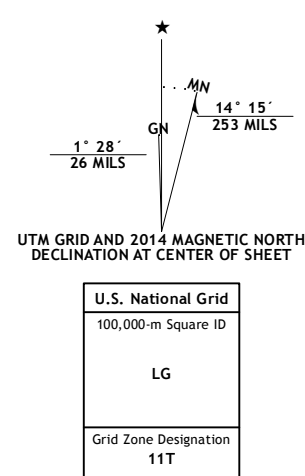 ★
MN
GN
14° 15´
253 MILS
1° 28´
26 MILS
UTM GRID AND 2014 MAGNETIC NORTH
DECLINATION AT CENTER OF SHEET
U.S. National Grid
100,000-m Square ID
LG
Grid Zone Designation
11T